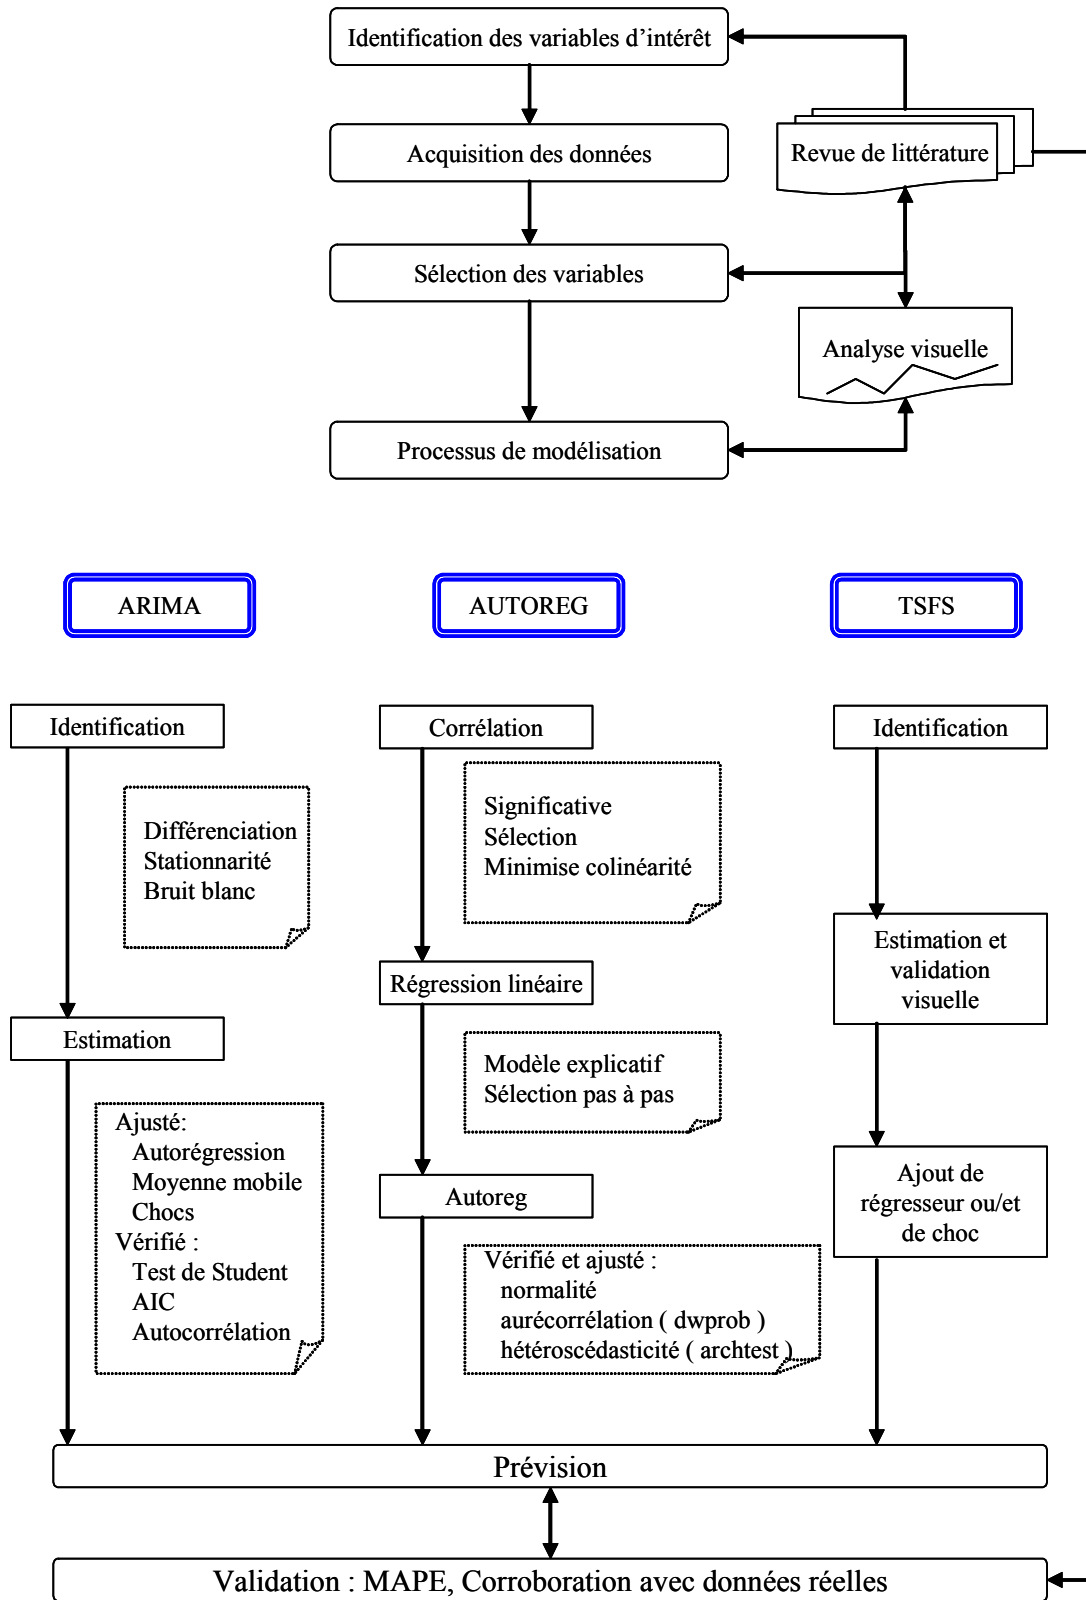 Identification des variables d'intérêt
Acquisition des données
Revue de littérature
Sélection des variables
Analyse visuelle
Processus de modélisation
ARIMA
AUTOREG
TSFS
Identification
Différenciation
Stationnarité
Bruit blanc
Estimation
Ajusté:
Autorégression
Moyenne mobile
Chocs
Vérifié :
Test de Student
AIC
Autocorrélation
Corrélation
Significative
Sélection
Minimise colinéarité
Régression linéaire
Modèle explicatif
Sélection pas à pas
Autoreg
Vérifié et ajusté :
normalité
aurécorrélation ( dwprob )
hétéroscédasticité ( archtest )
Identification
Estimation et
validation
visuelle
Ajout de
régresseur ou/et
de choc
Prévision
Validation : MAPE, Corroboration avec données réelles